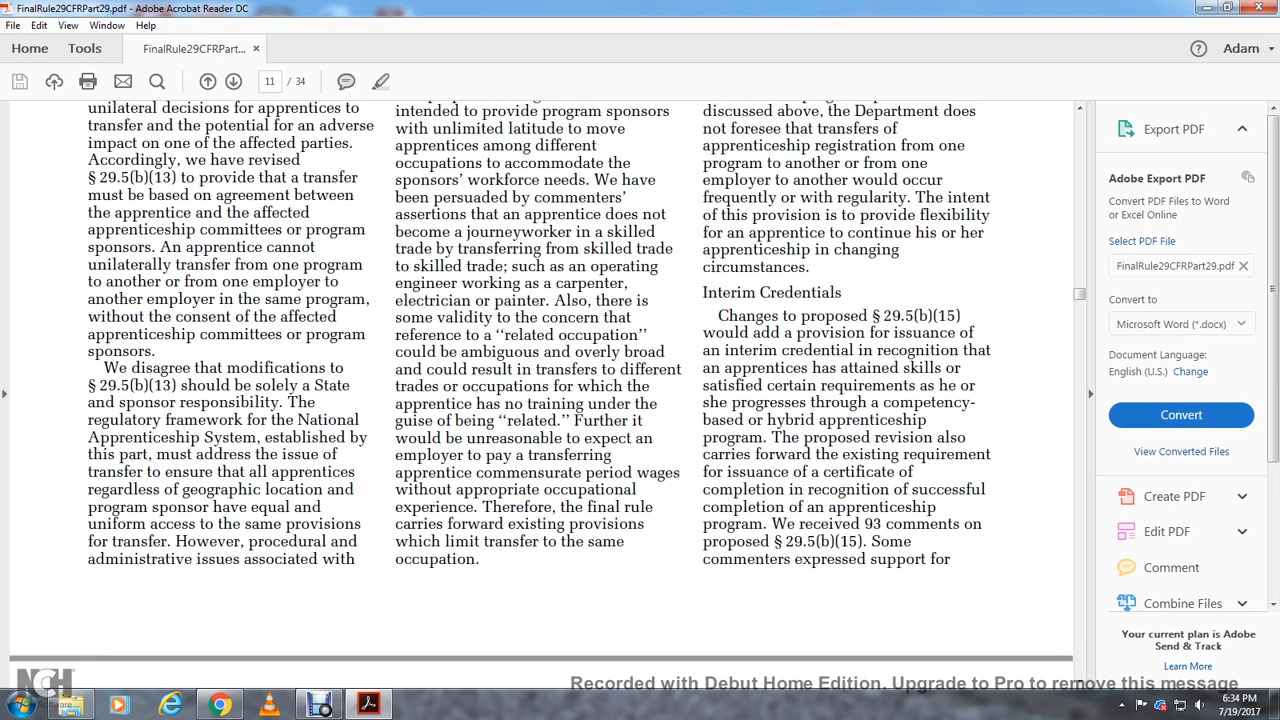 FinalRule29CFRPart29.pdf - Adobe Acrobat Reader DC
File Edit View Window Help
Home Tools FinalRule29CFRPart... × Adam
11 / 34
unilateral decisions for apprentices to
transfer and the potential for an adverse
impact on one of the affected parties.
Accordingly, we have revised
§ 29.5(b)(13) to provide that a transfer
must be based on agreement between
the apprentice and the affected
apprenticeship committees or program
sponsors. An apprentice cannot
unilaterally transfer from one program
to another or from one employer to
another employer in the same program,
without the consent of the affected
apprenticeship committees or program
sponsors.
We disagree that modifications to
§ 29.5(b)(13) should be solely a State
and sponsor responsibility. The
regulatory framework for the National
Apprenticeship System, established by
this part, must address the issue of
transfer to ensure that all apprentices
regardless of geographic location and
program sponsor have equal and
uniform access to the same provisions
for transfer. However, procedural and
administrative issues associated with
intended to provide program sponsors
with unlimited latitude to move
apprentices among different
occupations to accommodate the
sponsors' workforce needs. We have
been persuaded by commenters'
assertions that an apprentice does not
become a journeyworker in a skilled
trade by transferring from skilled trade
to skilled trade; such as an operating
engineer working as a carpenter,
electrician or painter. Also, there is
some validity to the concern that
reference to a ''related occupation''
could be ambiguous and overly broad
and could result in transfers to different
trades or occupations for which the
apprentice has no training under the
guise of being ''related.'' Further it
would be unreasonable to expect an
employer to pay a transferring
apprentice commensurate period wages
without appropriate occupational
experience. Therefore, the final rule
carries forward existing provisions
which limit transfer to the same
occupation.
discussed above, the Department does
not foresee that transfers of
apprenticeship registration from one
program to another or from one
employer to another would occur
frequently or with regularity. The intent
of this provision is to provide flexibility
for an apprentice to continue his or her
apprenticeship in changing
circumstances.
Interim Credentials
Changes to proposed § 29.5(b)(15)
would add a provision for issuance of
an interim credential in recognition that
an apprentices has attained skills or
satisfied certain requirements as he or
she progresses through a competency-
based or hybrid apprenticeship
program. The proposed revision also
carries forward the existing requirement
for issuance of a certificate of
completion in recognition of successful
completion of an apprenticeship
program. We received 93 comments on
proposed § 29.5(b)(15). Some
commenters expressed support for
Export PDF
Adobe Export PDF
Convert PDF Files to Word
or Excel Online
Select PDF File
FinalRule29CFRPart29.pdf ×
Convert to
Microsoft Word (*.docx)
Document Language:
English (U.S.) Change
Convert
View Converted Files
Create PDF
Edit PDF
Comment
Combine Files
Your current plan is Adobe
Send & Track
Learn More
NCH
Software
Recorded with Debut Home Edition. Upgrade to Pro to remove this message
6:34 PM
7/19/2017